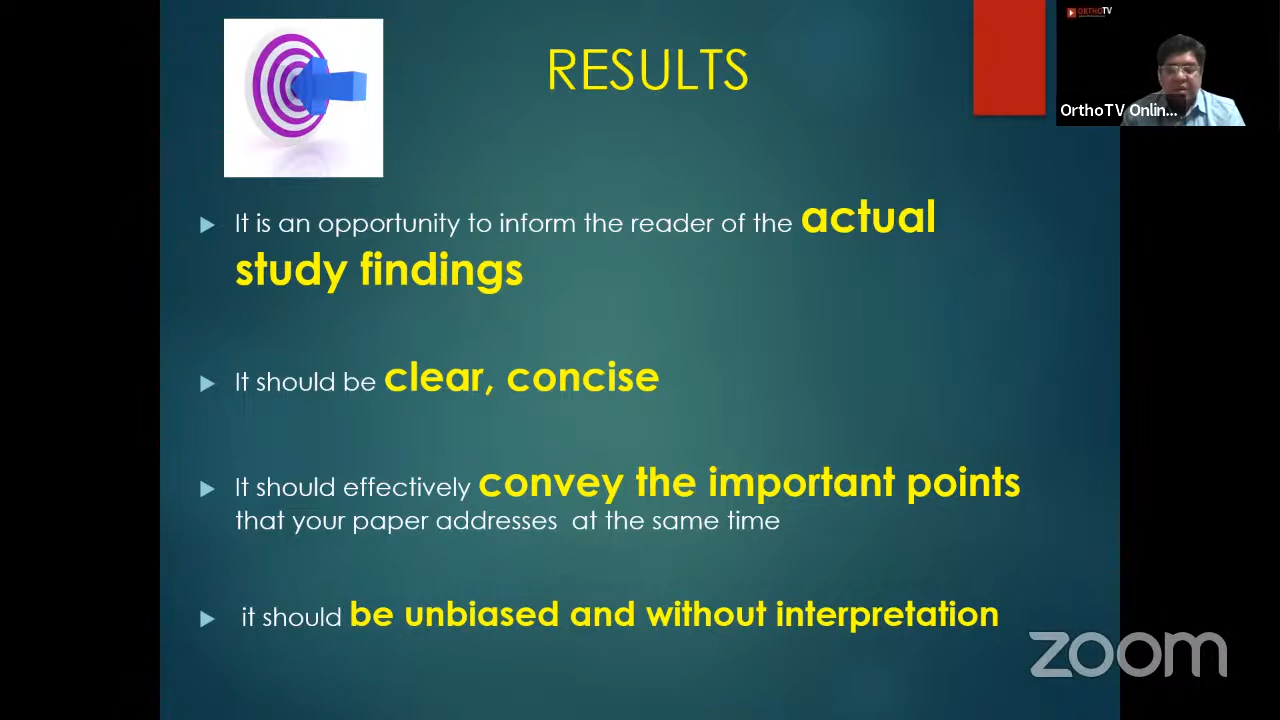 RESULTS
ORTHOTV
OrthoTV Onlin...
It is an opportunity to inform the reader of the actual
study findings
It should be clear, concise
It should effectively convey the important points
that your paper addresses at the same time
it should be unbiased and without interpretation
zoom